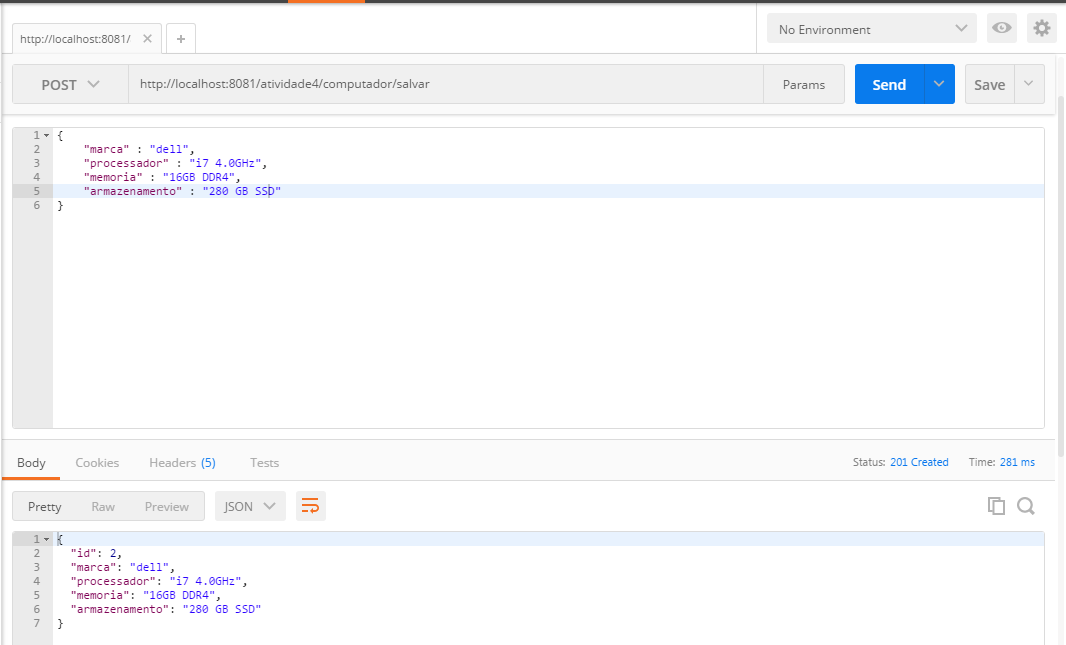 http://localhost:8081/ × +
No Environment
POST http://localhost:8081/atividade4/computador/salvar Params Send Save
1 {
2 "marca" : "dell",
3 "processador" : "i7 4.0GHz",
4 "memoria" : "16GB DDR4",
5 "armazenamento" : "280 GB SSD"
6 }
Body Cookies Headers (5) Tests Status: 201 Created Time: 281 ms
Pretty Raw Preview JSON
1 {
2 "id": 2,
3 "marca": "dell",
4 "processador": "i7 4.0GHz",
5 "memoria": "16GB DDR4",
6 "armazenamento": "280 GB SSD"
7 }